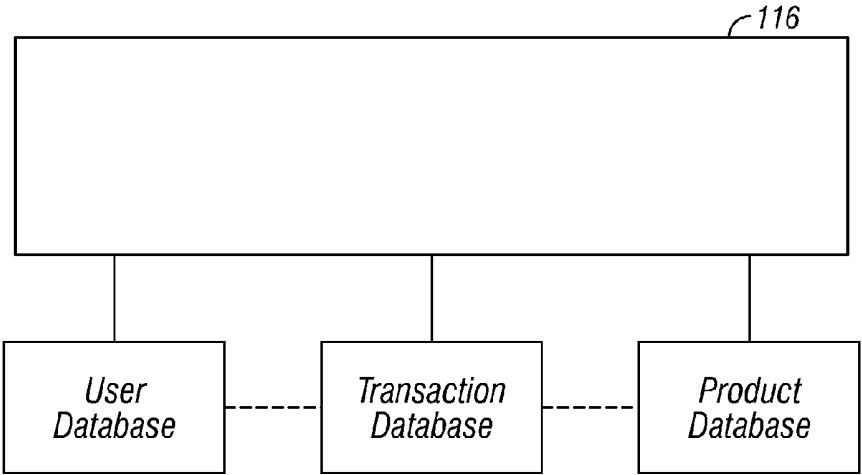 116
User
Database
Transaction
Database
Product
Database